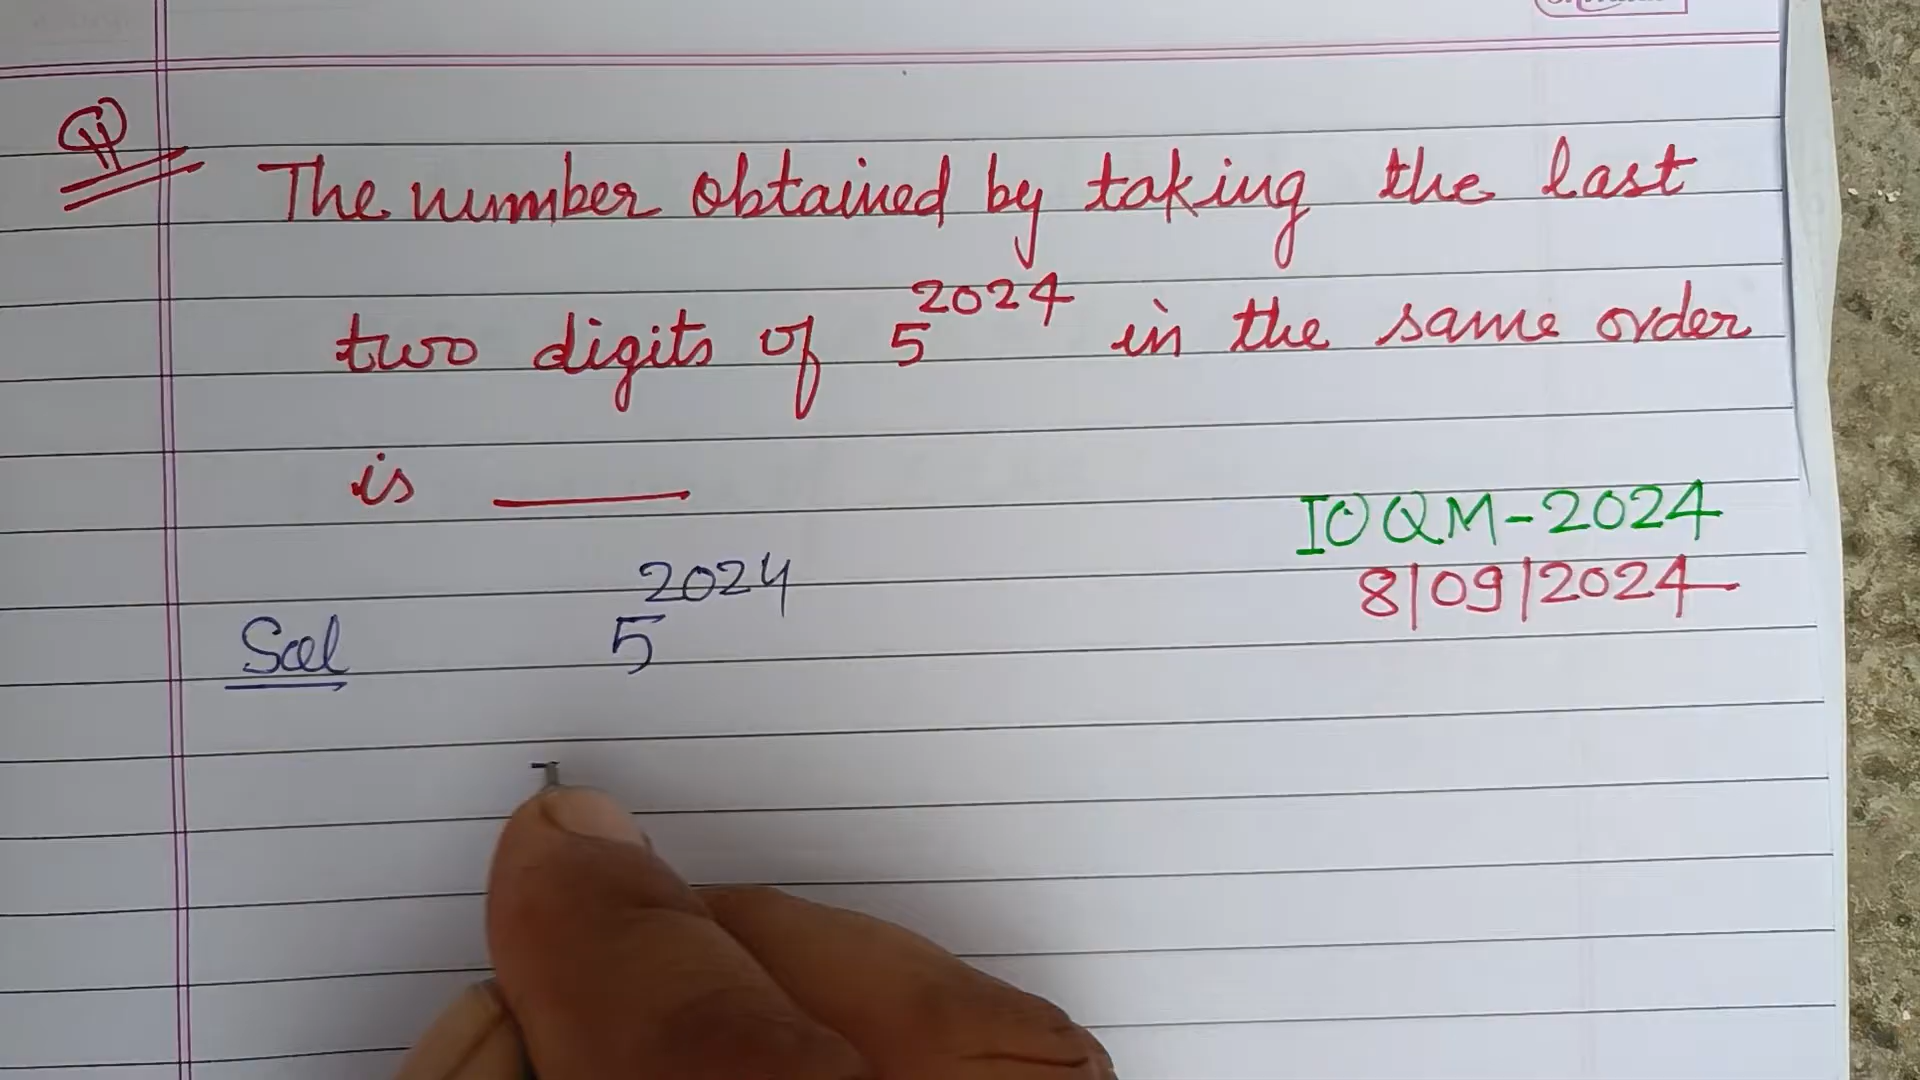 Q
The number obtained by taking the last
two digits of 5^2024 in the same order
is ____
IOQM-2024
8/09/2024
Sol 5^2024